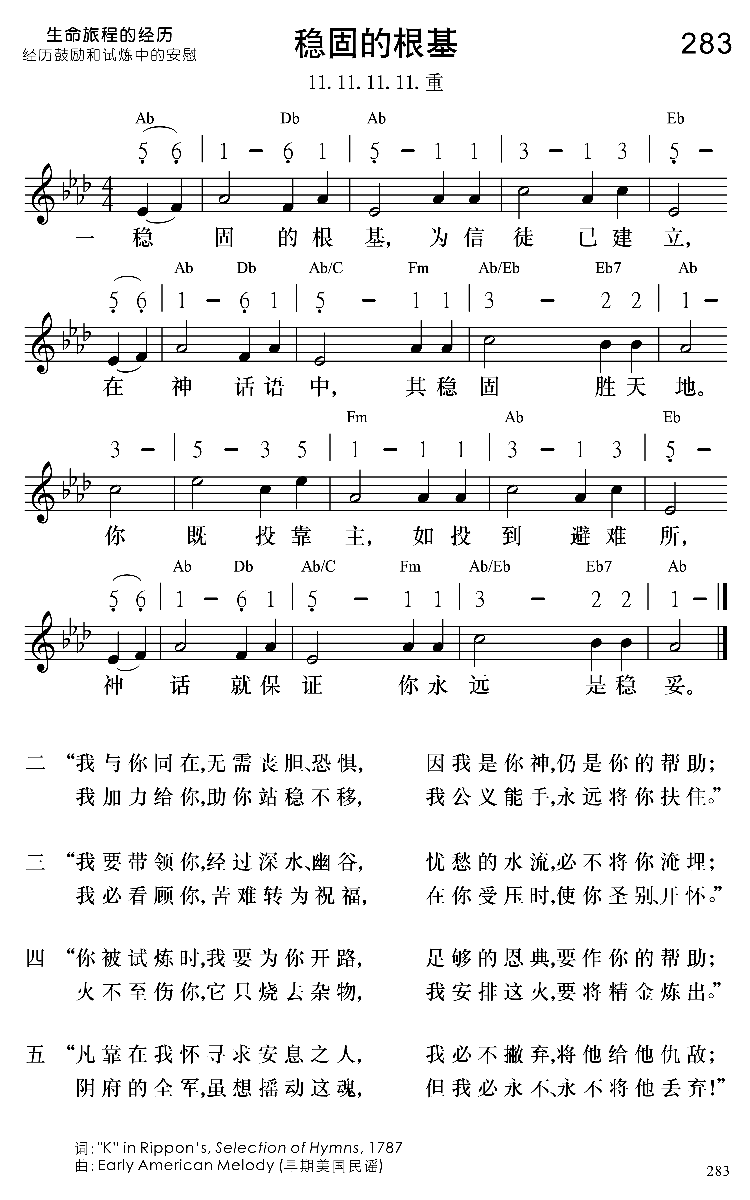 生命旅程的经历
经历鼓励和试炼中的安慰
稳固的根基
283
11. 11. 11. 11. 重
Ab Db Ab Eb
5 6 | 1 – 6 1 | 5 – 1 1 | 3 – 1 3 | 5 –
4 4
一 稳 固 的 根 基, 为 信 徒 已 建 立,
Ab Db Ab/C Fm Ab/Eb Eb7 Ab
5 6 | 1 – 6 1 | 5 – 1 1 | 3 – 2 2 | 1 –
在 神 话 语 中, 其 稳 固 胜 天 地。
Fm Ab Eb
3 – | 5 – 3 5 | 1 – 1 1 | 3 – 1 3 | 5 –
你 既 投 靠 主, 如 投 到 避 难 所,
Ab Db Ab/C Fm Ab/Eb Eb7 Ab
5 6 | 1 – 6 1 | 5 – 1 1 | 3 – 2 2 | 1 –
神 话 就 保 证 你 永 远 是 稳 妥。
二 “我与你同在,无需丧胆、恐惧, 因我是你神,仍是你的帮助;
我加力给你,助你站稳不移, 我公义能手,永远将你扶住。”
三 “我要带领你,经过深水、幽谷, 忧愁的水流,必不将你淹埋;
我必看顾你,苦难转为祝福, 在你受压时,使你圣别、开怀。”
四 “你被试炼时,我要为你开路, 足够的恩典,要作你的帮助;
火不至伤你,它只烧去杂物, 我安排这火,要将精金炼出。”
五 “凡靠在我怀寻求安息之人, 我必不撇弃,将他给他仇敌;
阴府的全军,虽想摇动这魂, 但我必永不、永不将他丢弃!”
词: "K" in Rippon's, Selection of Hymns, 1787
曲: Early American Melody (早期美国民谣)
283